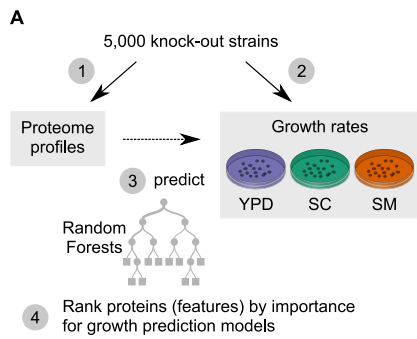 A
5,000 knock-out strains
1
2
Proteome
profiles
Growth rates
YPD SC SM
3 predict
Random
Forests
4 Rank proteins (features) by importance
for growth prediction models